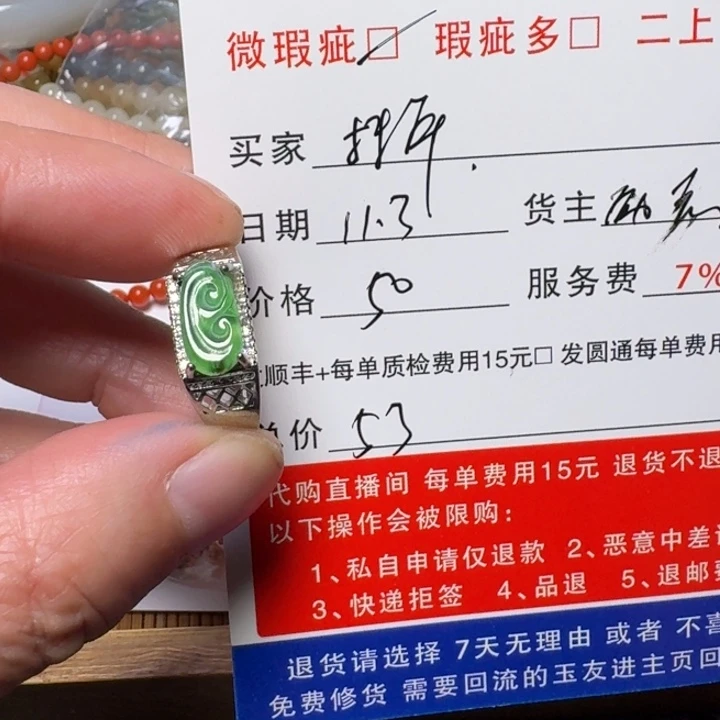 微瑕疵□ 瑕疵多□ 二上
买家
日期 11.3 货主
价格 50 服务费 7%
顺丰+每单质检费用15元□ 发圆通每单费用
总价 53
代购直播间 每单费用15元 退货不退
以下操作会被限购：
1、私自申请仅退款 2、恶意中差
3、快递拒签 4、品退 5、退邮费
退货请选择 7天无理由 或者 不喜
免费修货 需要回流的玉友进主页回